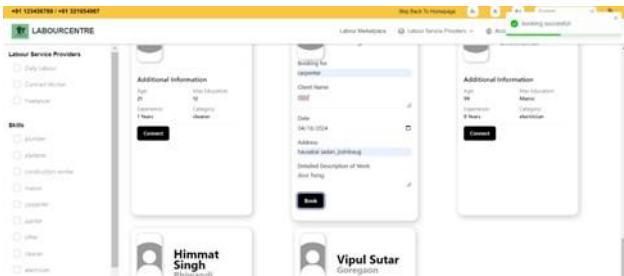 +91 123456789 / +91 321654987
Skip Back To Homepage
LABOURCENTRE
Labour Marketplace
Labour Service Providers
booking successful
Labour Service Providers
Daily Labour
Contract Worker
Freelancer
Skills
plumber
plasterer
construction worker
mason
carpenter
painter
other
cleaner
electrician
Additional Information
Age:
Max Education:
21
12
Experience:
Category:
1 Years
cleaner
Connect
Booking for
carpenter
Client Name
Date
04/18/2024
Address
Detailed Description of Work
door fixing
Book
Additional Information
Age:
Max Education:
Experience:
Category:
electrician
Connect
Himmat
Singh
Bhiwandi
Vipul Sutar
Goregaon